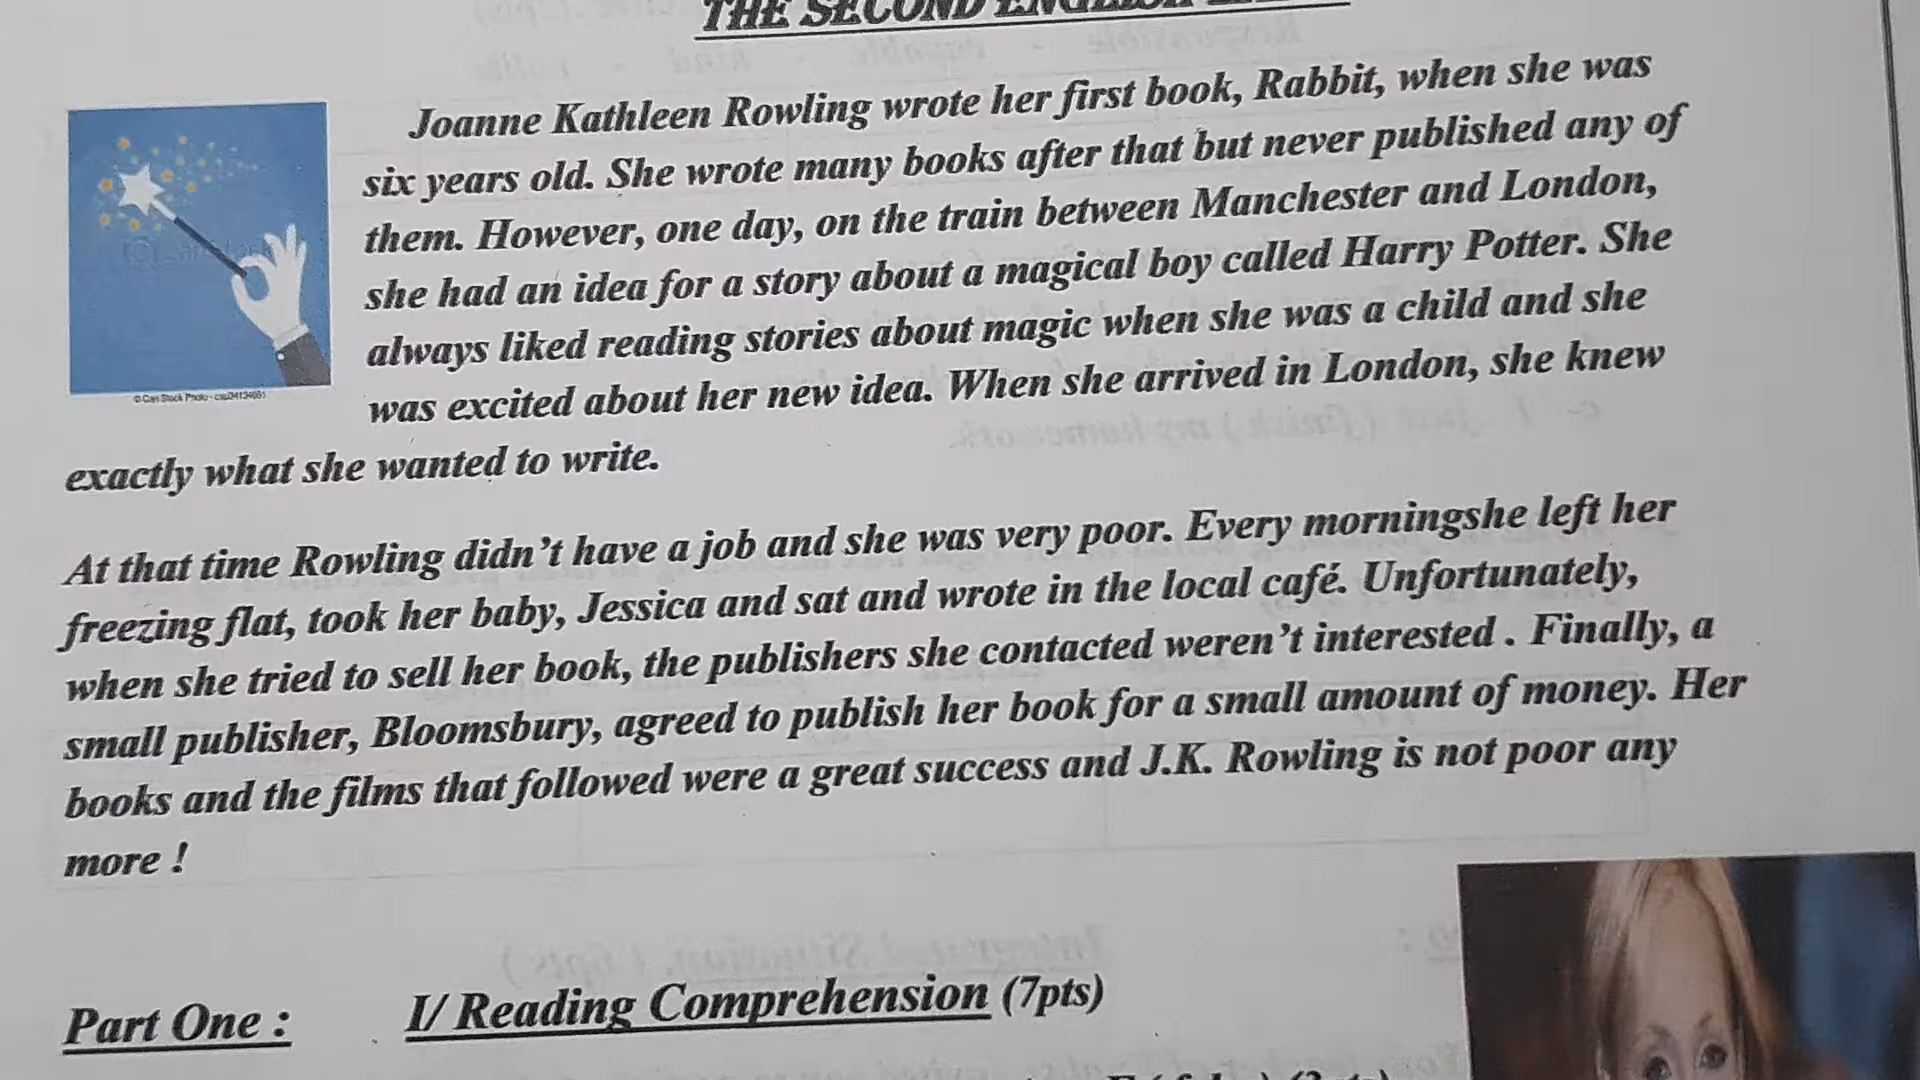 THE SECOND ENGLISH
Joanne Kathleen Rowling wrote her first book, Rabbit, when she was
six years old. She wrote many books after that but never published any of
them. However, one day, on the train between Manchester and London,
she had an idea for a story about a magical boy called Harry Potter. She
always liked reading stories about magic when she was a child and she
was excited about her new idea. When she arrived in London, she knew
© Can Stock Photo
exactly what she wanted to write.
At that time Rowling didn’t have a job and she was very poor. Every morningshe left her
freezing flat, took her baby, Jessica and sat and wrote in the local café. Unfortunately,
when she tried to sell her book, the publishers she contacted weren’t interested . Finally, a
small publisher, Bloomsbury, agreed to publish her book for a small amount of money. Her
books and the films that followed were a great success and J.K. Rowling is not poor any
more !
Part One : I/ Reading Comprehension (7pts)